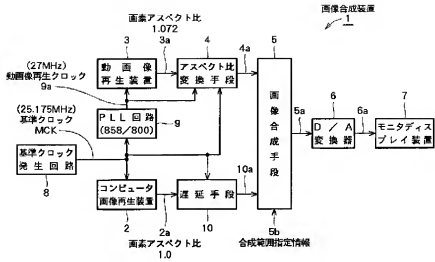 画像合成装置
1
画素アスペクト比
1.072
(27MHz)
動画像再生クロック
9a
3
3a
4
4a
5
動画像
再生装置
アスペクト比
変換手段
(25.175MHz)
基準クロック
MCK
PLL回路
(858/800)
9
画像合成手段
5a
6
D/A
変換器
6a
7
モニタディス
プレイ装置
基準クロック
発生回路
8
コンピュータ
画像再生装置
2
2a
遅延手段
10
10a
画素アスペクト比
1.0
5b
合成範囲指定情報